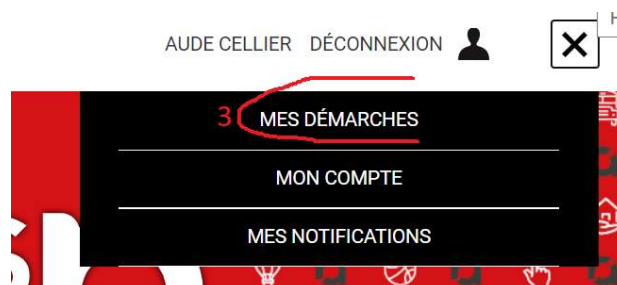 AUDE CELLIER DÉCONNEXION
3 MES DÉMARCHES
MON COMPTE
MES NOTIFICATIONS